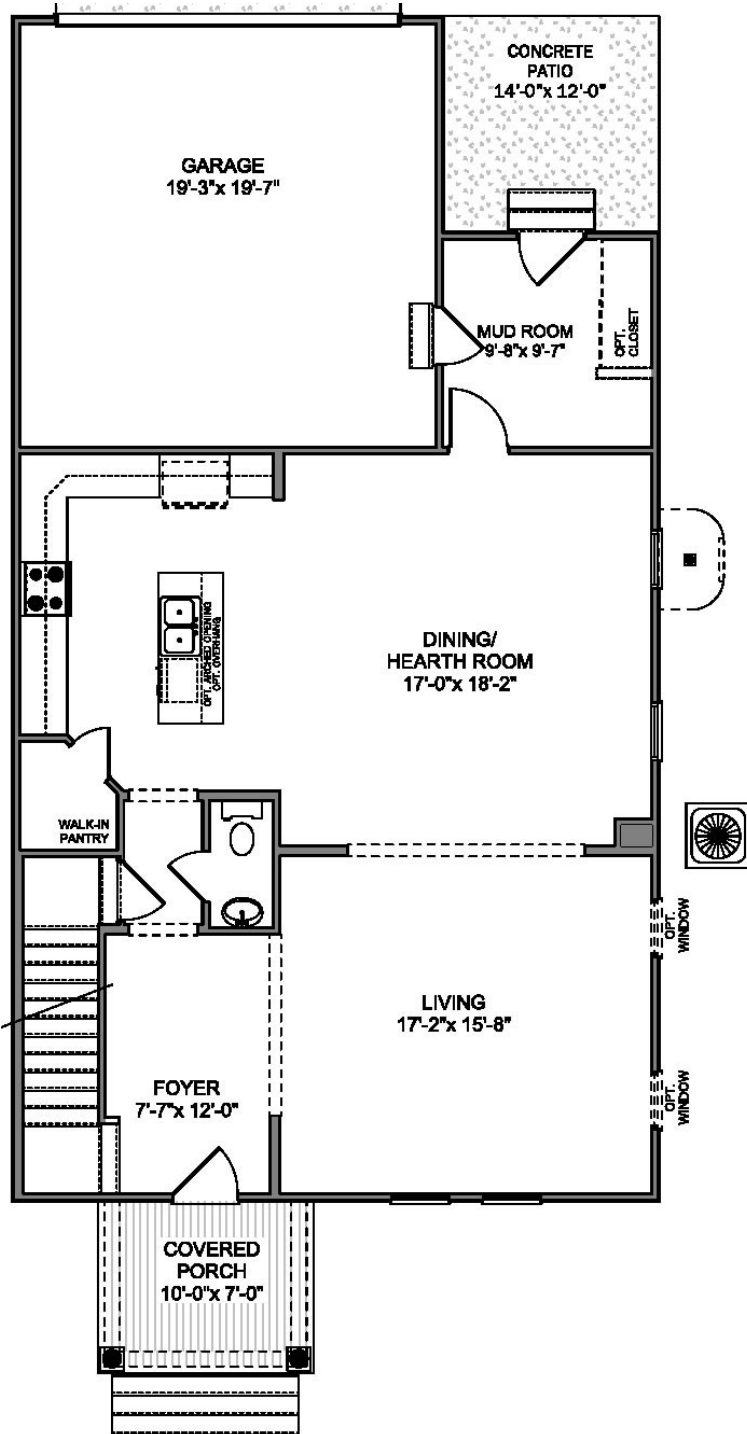 CONCRETE
PATIO
14'-0"x 12'-0"
GARAGE
19'-3"x 19'-7"
MUD ROOM
9'-8"x 9'-7"
OPT.
CLOSET
OPT. ARCHED OPENING
OPT. OVERHANG
DINING/
HEARTH ROOM
17'-0"x 18'-2"
WALK-IN
PANTRY
OPT.
WINDOW
LIVING
17'-2"x 15'-8"
FOYER
7'-7"x 12'-0"
OPT.
WINDOW
COVERED
PORCH
10'-0"x 7'-0"